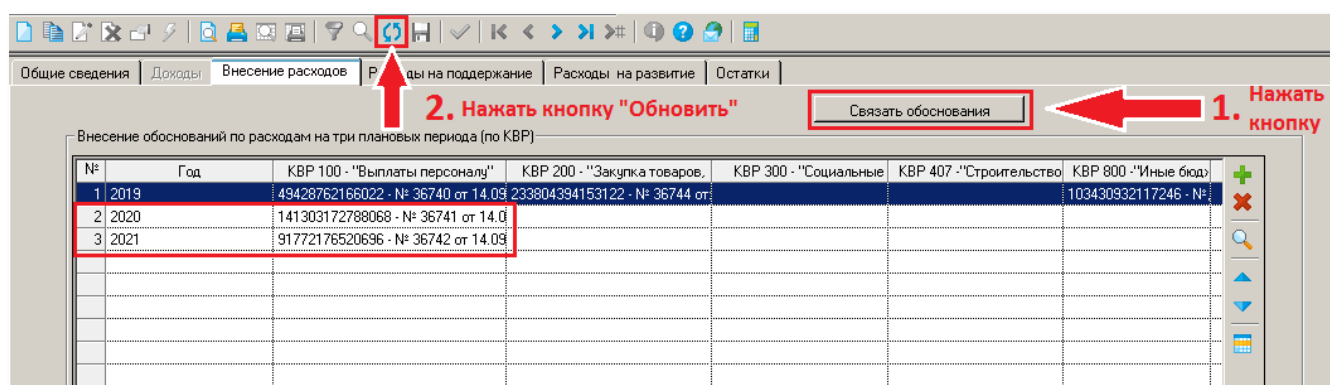 Общие сведения Доходы Внесение расходов Расходы на поддержание Расходы на развитие Остатки
2. Нажать кнопку "Обновить"
Связать обоснования
1. Нажать
кнопку
Внесение обоснований по расходам на три плановых периода (по КВР)
№ Год КВР 100 - "Выплаты персоналу" КВР 200 - "Закупка товаров, КВР 300 - "Социальные КВР 407 -"Строительство КВР 800 -"Иные бюд
1 2019 49428762166022 - № 36740 от 14.09 233804394153122 - № 36744 от 103430932117246 - №
2 2020 141303172788068 - № 36741 от 14.0
3 2021 91772176520696 - № 36742 от 14.09